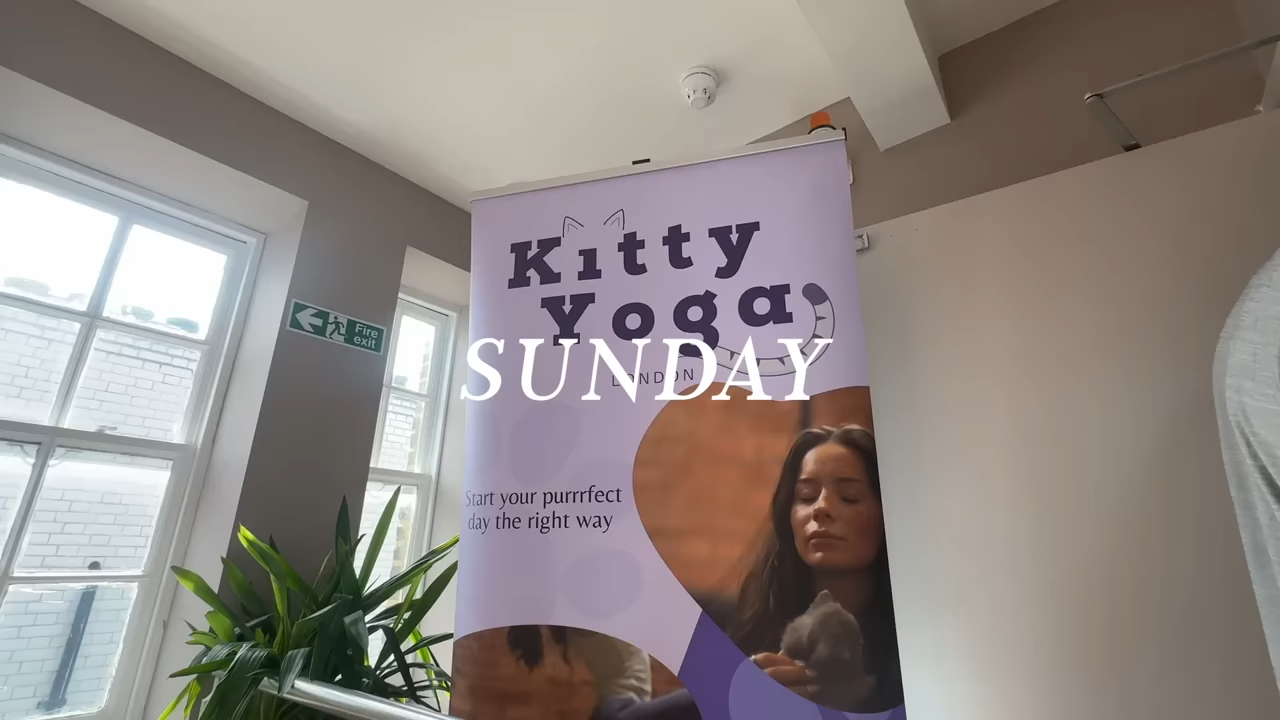 Kitty
Yoga
LONDON
SUNDAY
Fire
exit
Start your purrrfect
day the right way